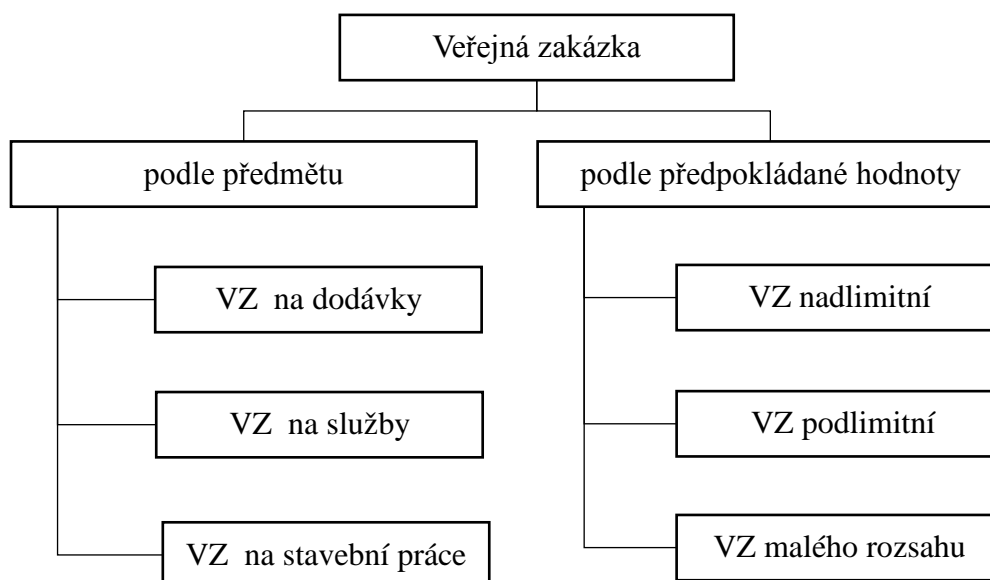 Veřejná zakázka
podle předmětu
podle předpokládané hodnoty
VZ na dodávky
VZ nadlimitní
VZ na služby
VZ podlimitní
VZ na stavební práce
VZ malého rozsahu